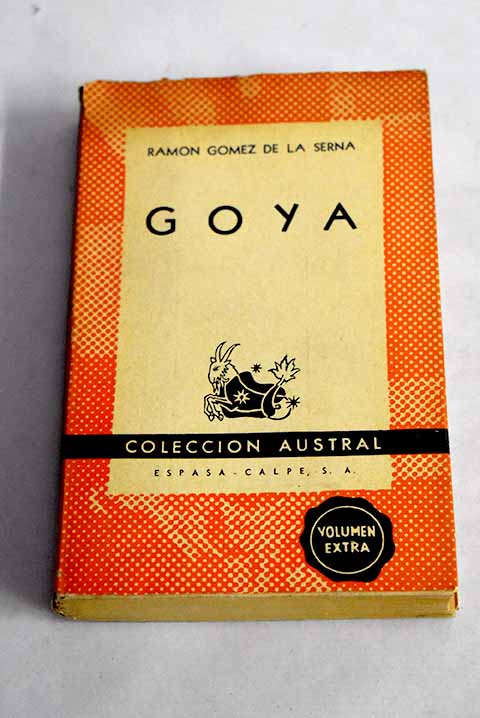 RAMON GOMEZ DE LA SERNA
GOYA
COLECCION AUSTRAL
ESPASA - CALPE, S. A.
VOLUMEN
EXTRA